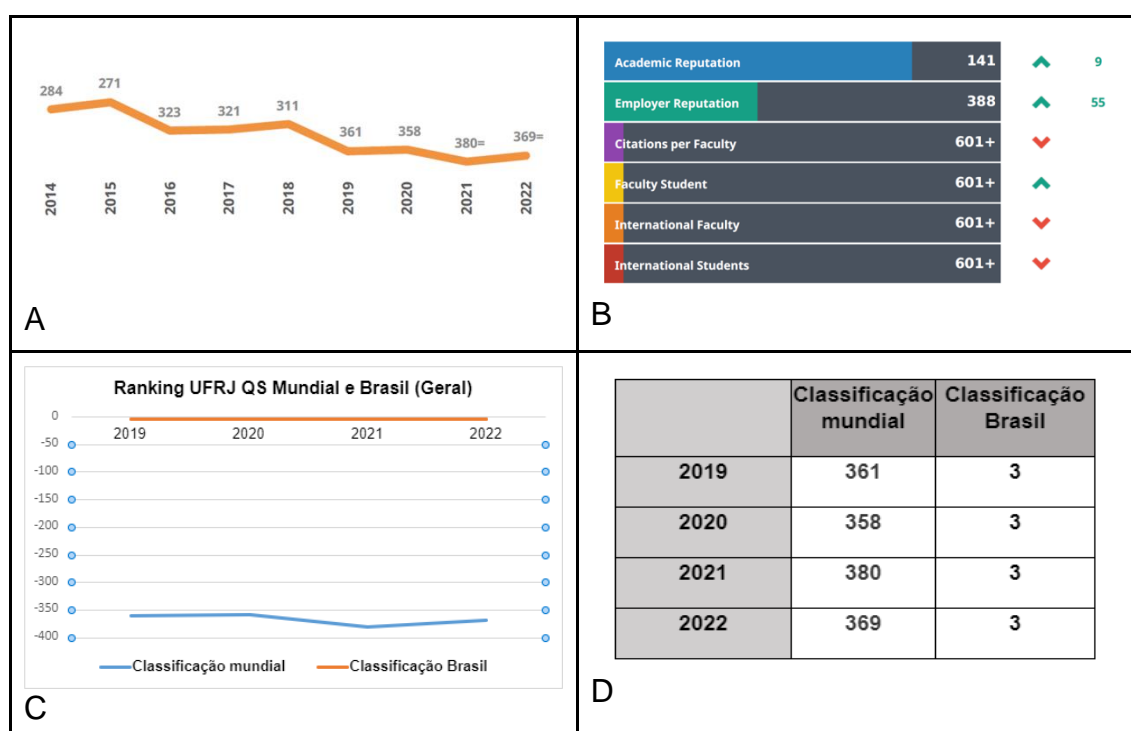 284 271 323 321 311 361 358 380= 369=
2014 2015 2016 2017 2018 2019 2020 2021 2022
A
Academic Reputation 141 9
Employer Reputation 388 55
Citations per Faculty 601+
Faculty Student 601+
International Faculty 601+
International Students 601+
B
Ranking UFRJ QS Mundial e Brasil (Geral)
0
2019 2020 2021 2022
-50
-100
-150
-200
-250
-300
-350
-400
Classificação mundial Classificação Brasil
C
Classificação Classificação
mundial Brasil
2019 361 3
2020 358 3
2021 380 3
2022 369 3
D